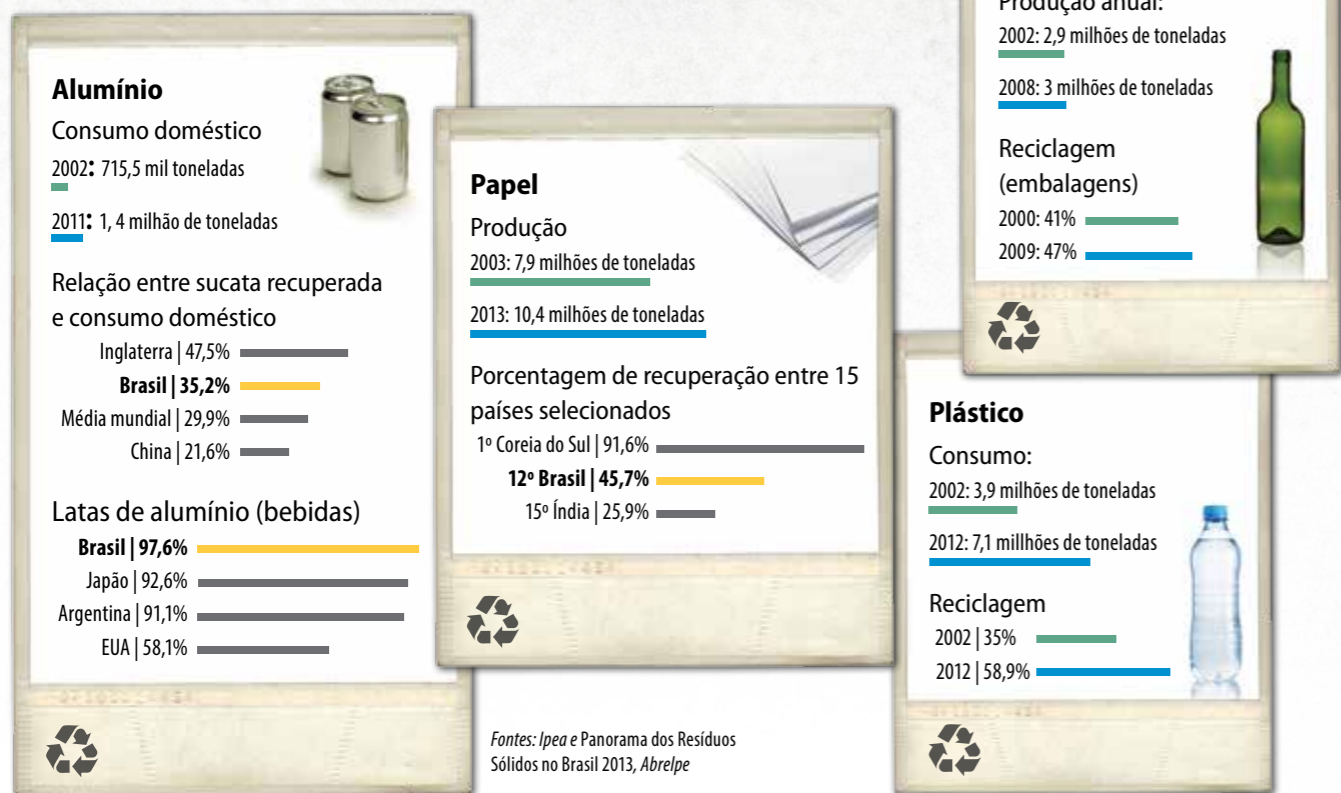 Alumínio
Consumo doméstico
2002: 715,5 mil toneladas
2011: 1, 4 milhão de toneladas
Relação entre sucata recuperada
e consumo doméstico
Inglaterra | 47,5%
Brasil | 35,2%
Média mundial | 29,9%
China | 21,6%
Latas de alumínio (bebidas)
Brasil | 97,6%
Japão | 92,6%
Argentina | 91,1%
EUA | 58,1%
Papel
Produção
2003: 7,9 milhões de toneladas
2013: 10,4 milhões de toneladas
Porcentagem de recuperação entre 15
países selecionados
1º Coreia do Sul | 91,6%
12º Brasil | 45,7%
15º Índia | 25,9%
Produção anual:
2002: 2,9 milhões de toneladas
2008: 3 milhões de toneladas
Reciclagem
(embalagens)
2000: 41%
2009: 47%
Plástico
Consumo:
2002: 3,9 milhões de toneladas
2012: 7,1 millhões de toneladas
Reciclagem
2002 | 35%
2012 | 58,9%
Fontes: Ipea e Panorama dos Resíduos
Sólidos no Brasil 2013, Abrelpe